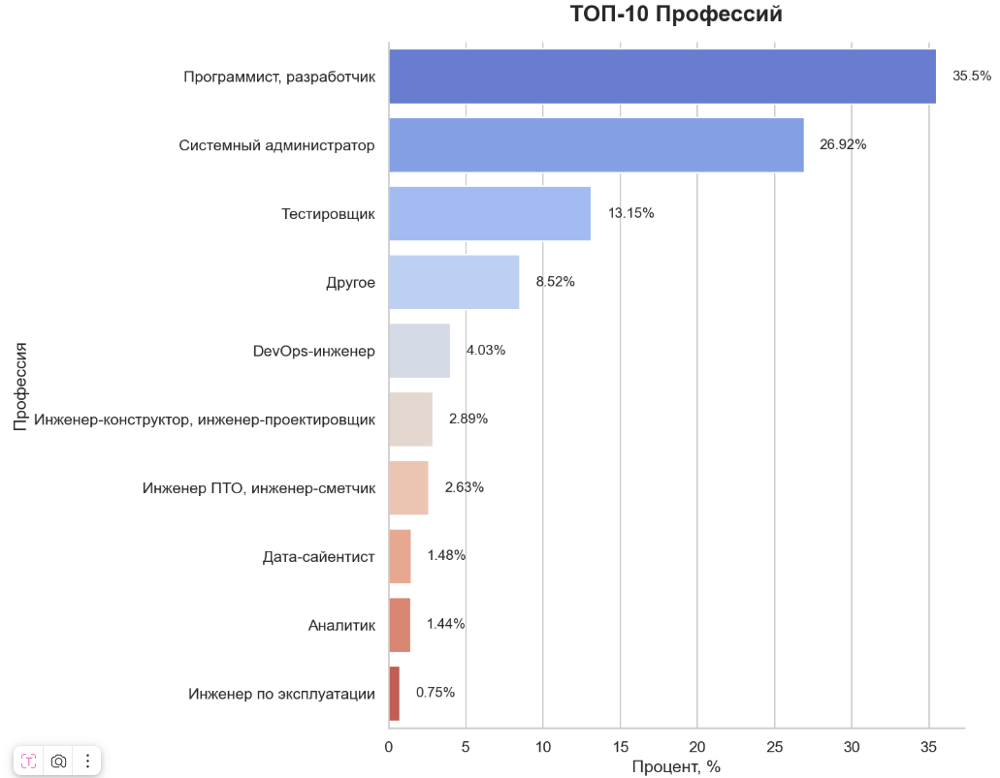 ТОП-10 Профессий
Профессия
Программист, разработчик
35.5%
Системный администратор
26.92%
Тестировщик
13.15%
Другое
8.52%
DevOps-инженер
4.03%
Инженер-конструктор, инженер-проектировщик
2.89%
Инженер ПТО, инженер-сметчик
2.63%
Дата-сайентист
1.48%
Аналитик
1.44%
Инженер по эксплуатации
0.75%
0 5 10 15 20 25 30 35
Процент, %